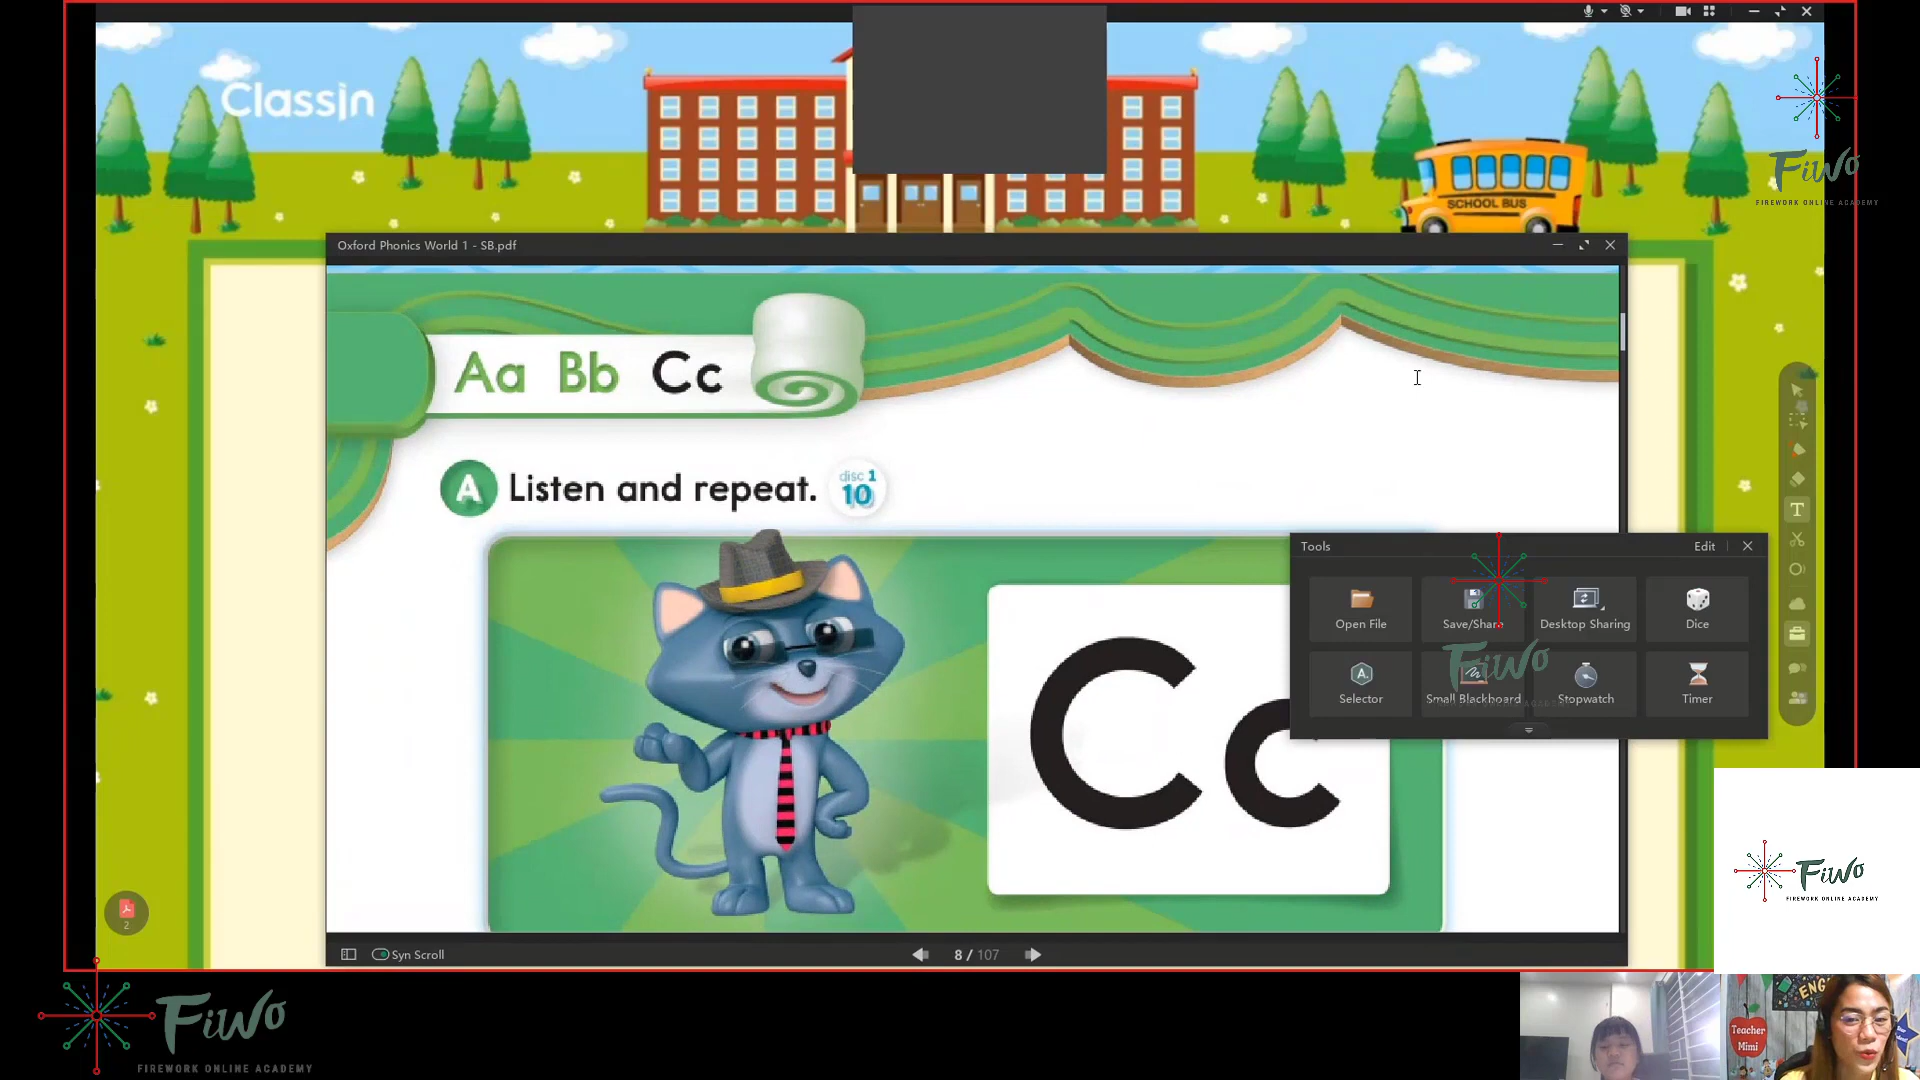 Classin
SCHOOL BUS
FiWo
FIREWORK ONLINE ACADEMY
Oxford Phonics World 1 - SB.pdf
Aa Bb Cc
A Listen and repeat. disc 1 10
Cc
Tools Edit
Open File Save/Share Desktop Sharing Dice
FiWo
Selector Small Blackboard Stopwatch Timer
T
2
Syn Scroll 8 / 107
FiWo
FIREWORK ONLINE ACADEMY
FiWo
FIREWORK ONLINE ACADEMY
Teacher
Mimi